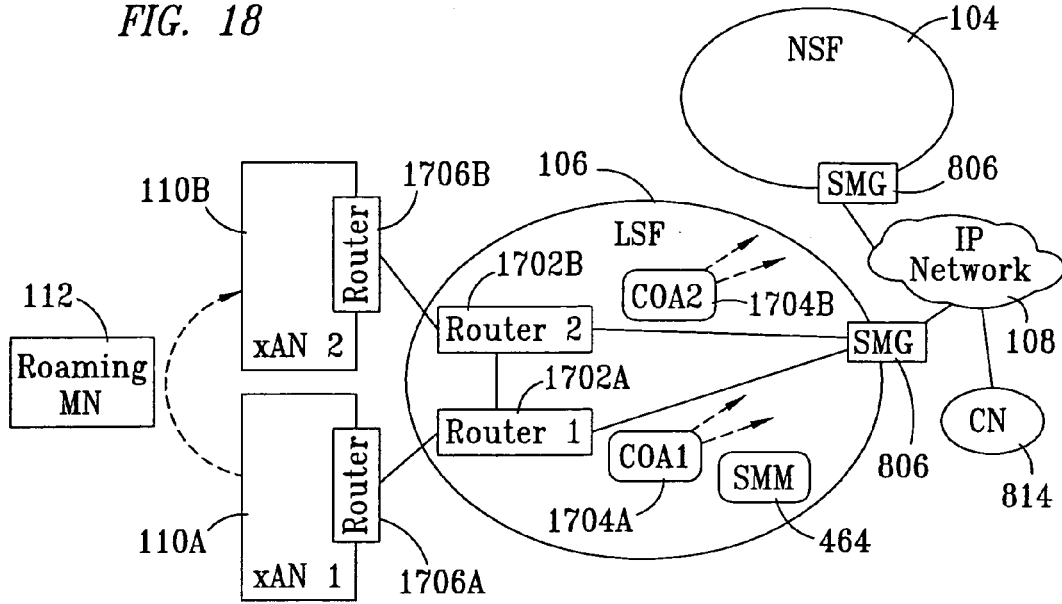 FIG. 18
104
NSF
SMG
806
IP
Network
108
CN
814
106
LSF
COA2
1704B
SMG
806
COA1
1704A
SMM
464
1702B
Router 2
1702A
Router 1
1706B
Router
110B
xAN 2
112
Roaming
MN
Router
110A
xAN 1
1706A